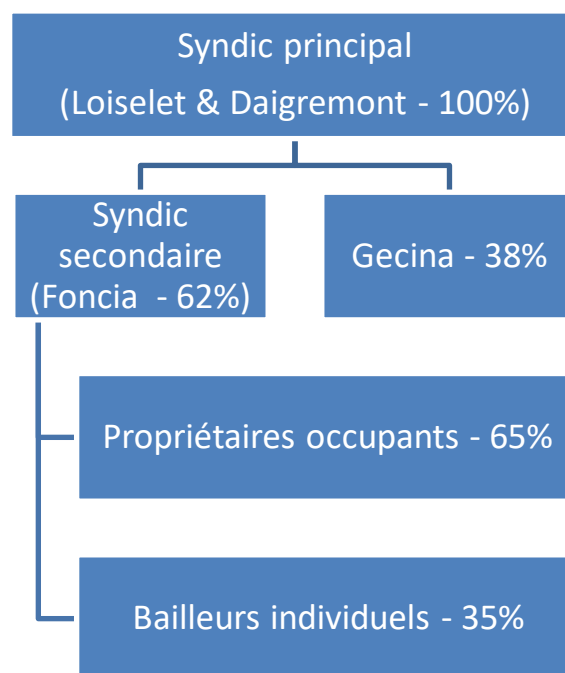 Syndic principal
(Loiselet & Daigremont - 100%)
Syndic
secondaire
(Foncia - 62%)
Gecina - 38%
Propriétaires occupants - 65%
Bailleurs individuels - 35%